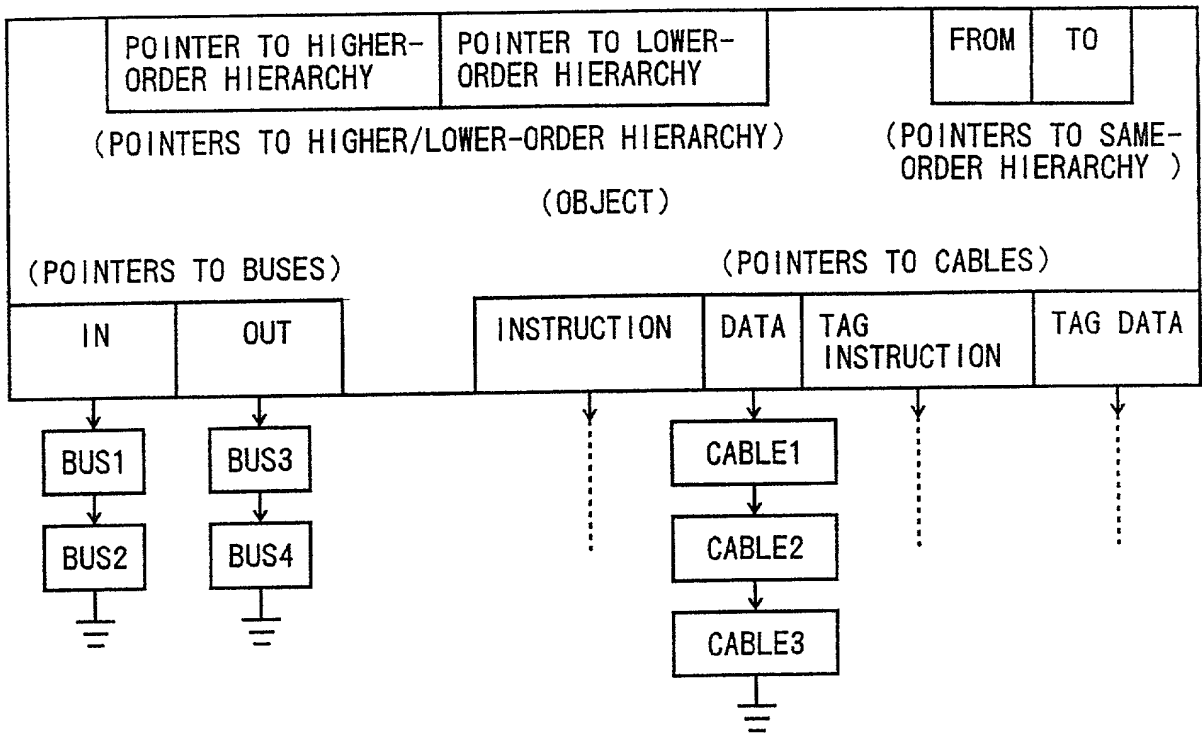 POINTER TO HIGHER-
ORDER HIERARCHY
POINTER TO LOWER-
ORDER HIERARCHY
FROM
TO
(POINTERS TO HIGHER/LOWER-ORDER HIERARCHY)
(POINTERS TO SAME-
ORDER HIERARCHY )
(OBJECT)
(POINTERS TO BUSES)
(POINTERS TO CABLES)
IN
OUT
INSTRUCTION
DATA
TAG
INSTRUCTION
TAG DATA
BUS1
BUS3
CABLE1
BUS2
BUS4
CABLE2
CABLE3